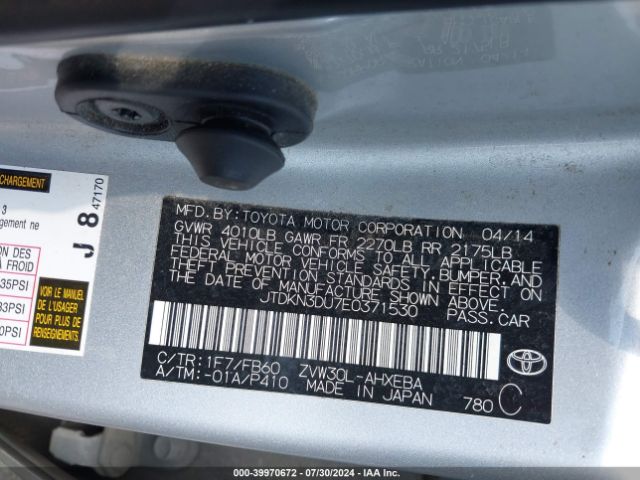 CHARGEMENT
J 8 47170
3
gement ne
ON DES
A FROID
35PSI
33PSI
0PSI
VOIR LE MANUEL POUR PLUS DE
MFD.BY:TOYOTA MOTOR CORPORATION 04/14
GVWR 4010LB GAWR FR 2270LB RR 2175LB
THIS VEHICLE CONFORMS TO ALL APPLICABLE
FEDERAL MOTOR VEHICLE SAFETY, BUMPER, AND
THEFT PREVENTION STANDARDS IN EFFECT ON
THE DATE OF MANUFACTURE SHOWN ABOVE.
JTDKN3DU7E0371530 PASS.CAR
C/TR:1F7/FB60 ZVW30L-AHXEBA
A/TM:-01A/P410 MADE IN JAPAN 780 C
TOYOTA
000-39970672 - 07/30/2024 - IAA Inc.